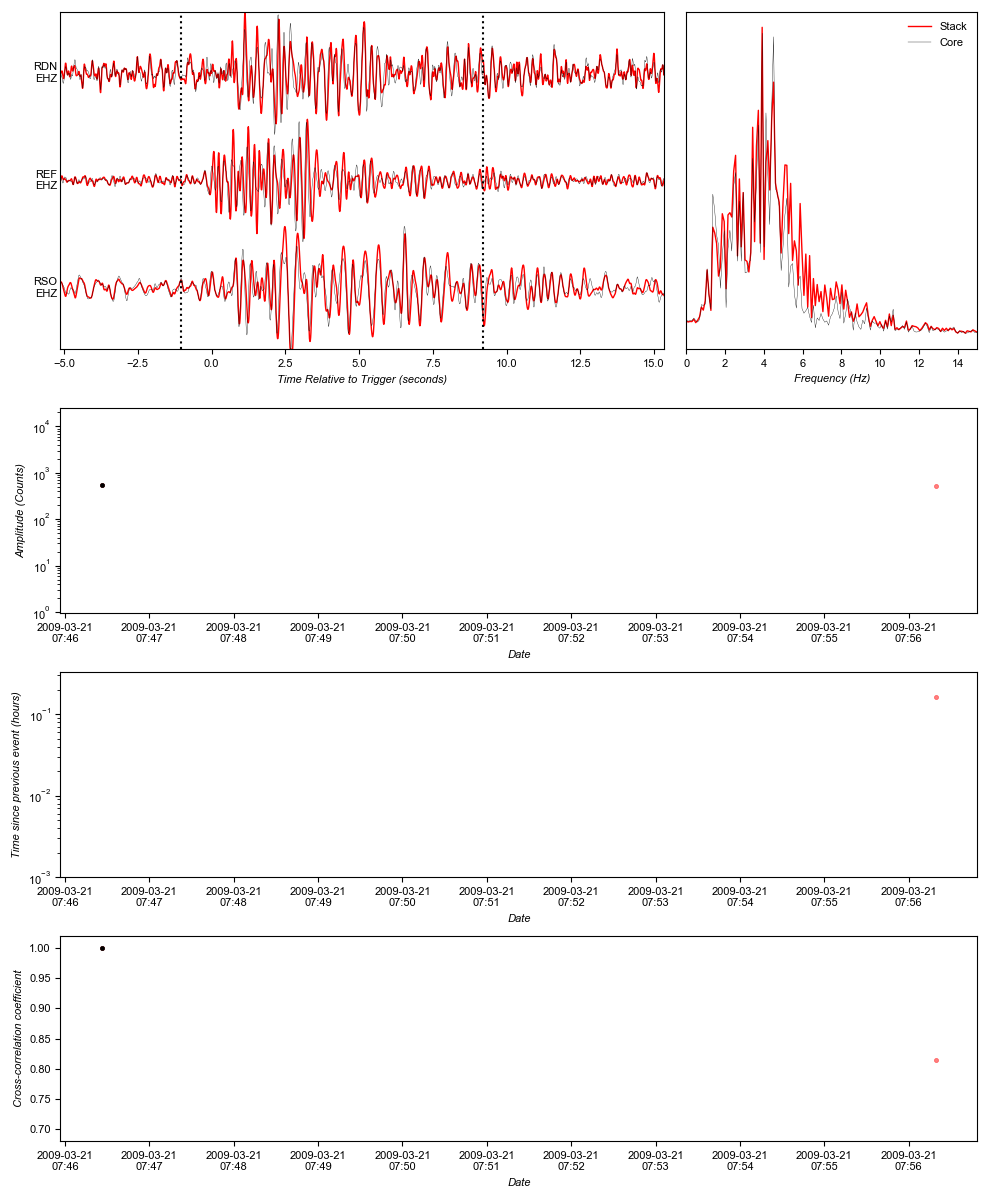 RDN
EHZ
REF
EHZ
RSO
EHZ
−5.0 −2.5 0.0 2.5 5.0 7.5 10.0 12.5 15.0
Time Relative to Trigger (seconds)
Stack
Core
0 2 4 6 8 10 12 14
Frequency (Hz)
Amplitude (Counts)
10^4
10^3
10^2
10^1
10^0
2009-03-21 2009-03-21 2009-03-21 2009-03-21 2009-03-21 2009-03-21 2009-03-21 2009-03-21 2009-03-21 2009-03-21 2009-03-21
07:46 07:47 07:48 07:49 07:50 07:51 07:52 07:53 07:54 07:55 07:56
Date
Time since previous event (hours)
10^−1
10^−2
10^−3
2009-03-21 2009-03-21 2009-03-21 2009-03-21 2009-03-21 2009-03-21 2009-03-21 2009-03-21 2009-03-21 2009-03-21 2009-03-21
07:46 07:47 07:48 07:49 07:50 07:51 07:52 07:53 07:54 07:55 07:56
Date
Cross-correlation coefficient
1.00
0.95
0.90
0.85
0.80
0.75
0.70
2009-03-21 2009-03-21 2009-03-21 2009-03-21 2009-03-21 2009-03-21 2009-03-21 2009-03-21 2009-03-21 2009-03-21 2009-03-21
07:46 07:47 07:48 07:49 07:50 07:51 07:52 07:53 07:54 07:55 07:56
Date